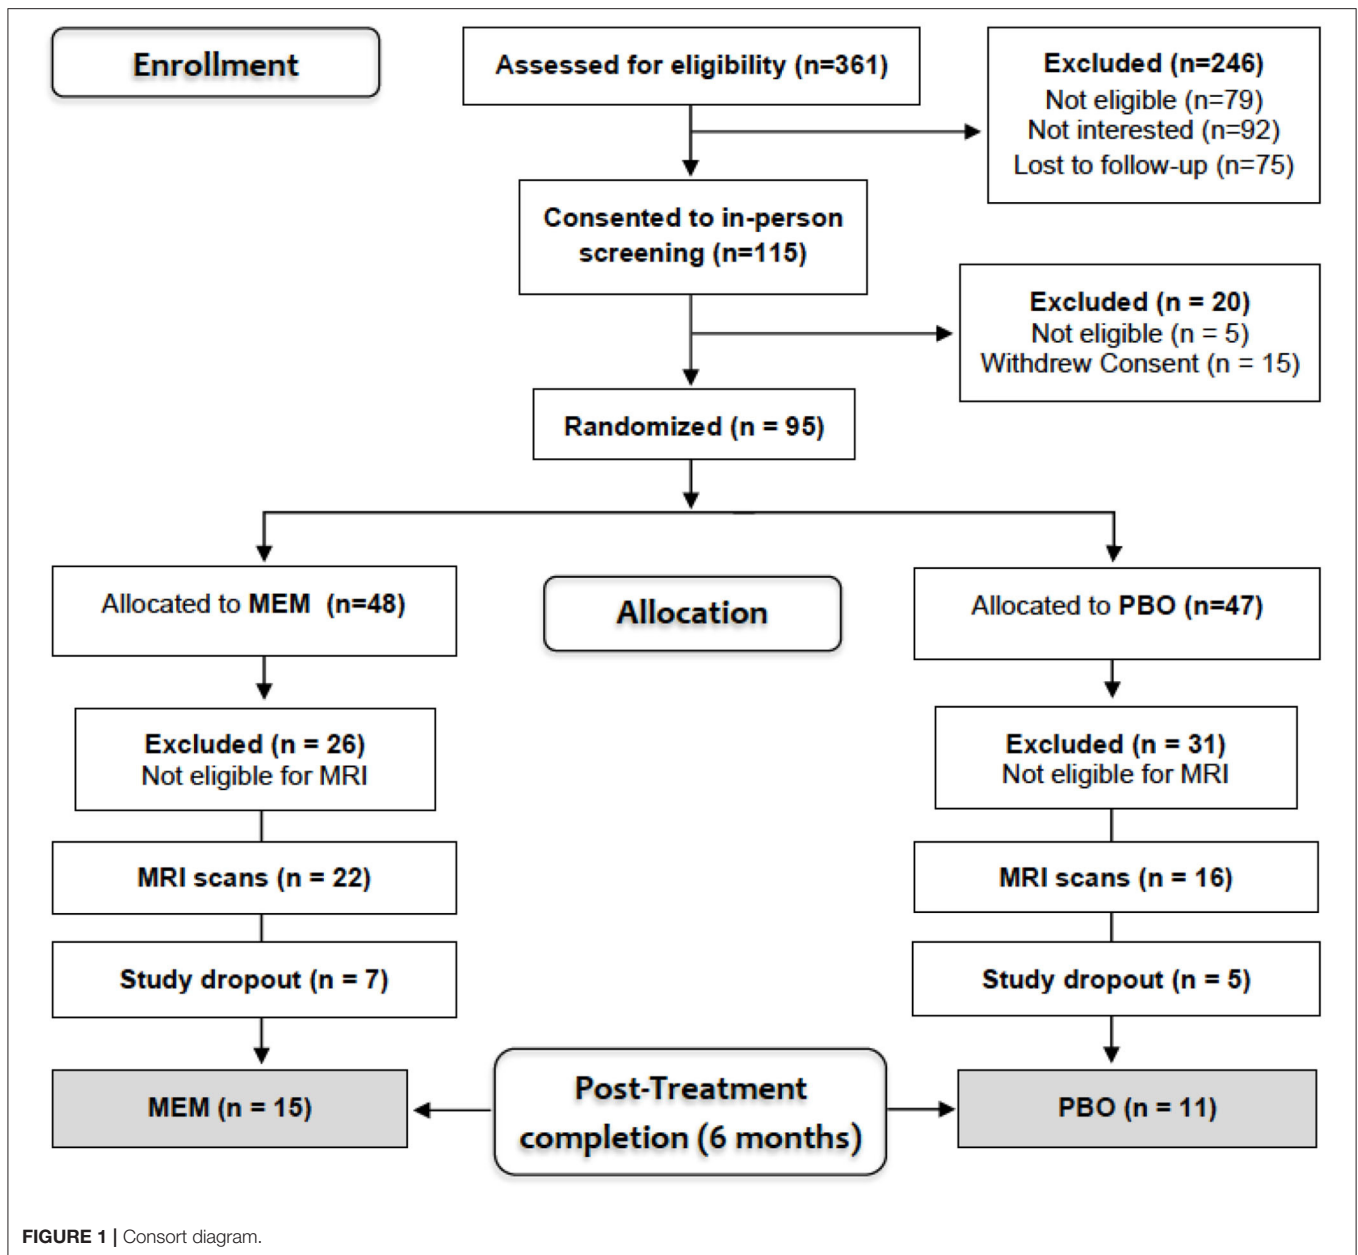 Enrollment
Assessed for eligibility (n=361)
Excluded (n=246)
Not eligible (n=79)
Not interested (n=92)
Lost to follow-up (n=75)
Consented to in-person
screening (n=115)
Excluded (n = 20)
Not eligible (n = 5)
Withdrew Consent (n = 15)
Randomized (n = 95)
Allocated to MEM (n=48)
Allocation
Allocated to PBO (n=47)
Excluded (n = 26)
Not eligible for MRI
Excluded (n = 31)
Not eligible for MRI
MRI scans (n = 22)
MRI scans (n = 16)
Study dropout (n = 7)
Study dropout (n = 5)
MEM (n = 15)
Post-Treatment
completion (6 months)
PBO (n = 11)
FIGURE 1 | Consort diagram.